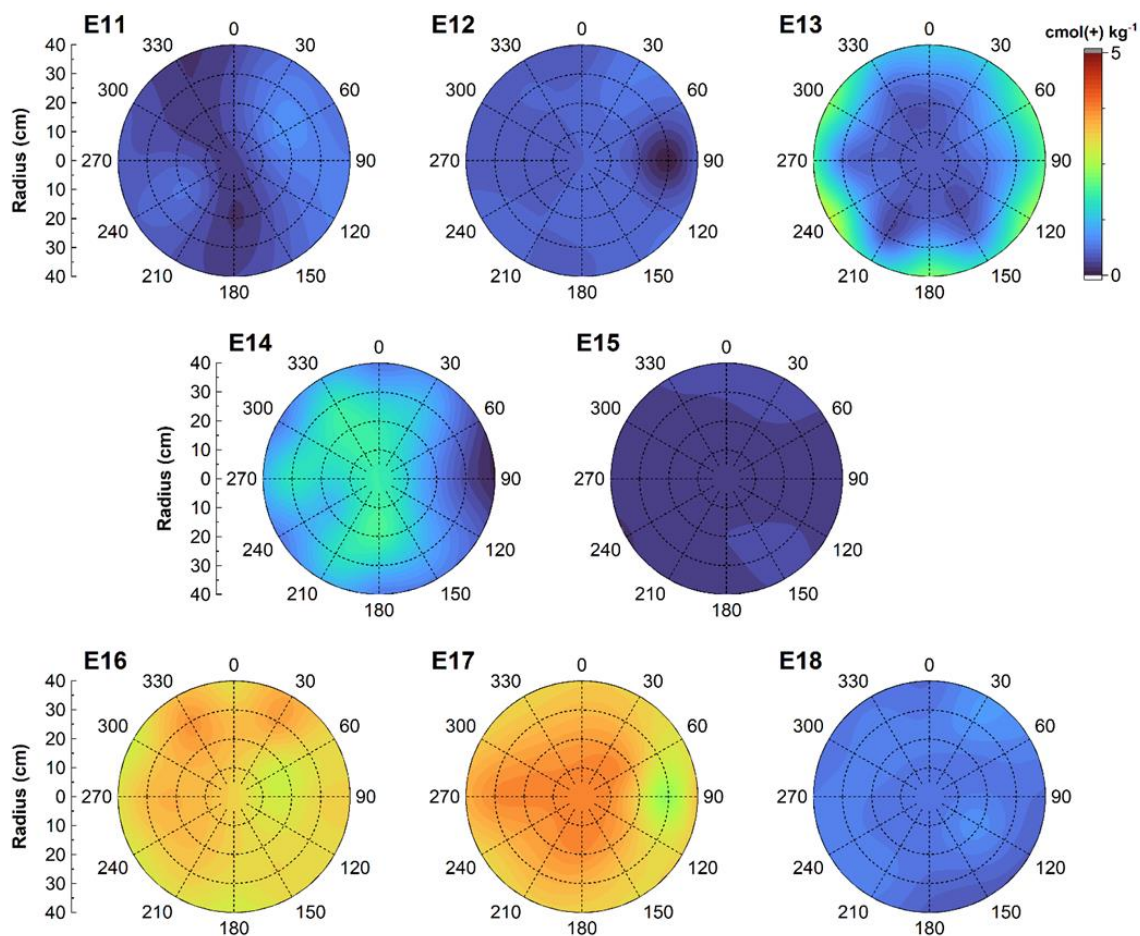 E11 E12 E13 cmol(+) kg⁻¹
0 0 0
40 330 30 330 30 330 30 5
30
20 300 60 300 60 300 60
10
0 270 90 270 90 270 90
10
20 240 120 240 120 240 120
30
40 210 150 210 150 210 150 0
180 180 180
Radius (cm)
E14 E15
0 0
40 330 30 330 30
30
20 300 60 300 60
10
0 270 90 270 90
10
20 240 120 240 120
30
40 210 150 210 150
180 180
Radius (cm)
E16 E17 E18
0 0 0
40 330 30 330 30 330 30
30
20 300 60 300 60 300 60
10
0 270 90 270 90 270 90
10
20 240 120 240 120 240 120
30
40 210 150 210 150 210 150
180 180 180
Radius (cm)